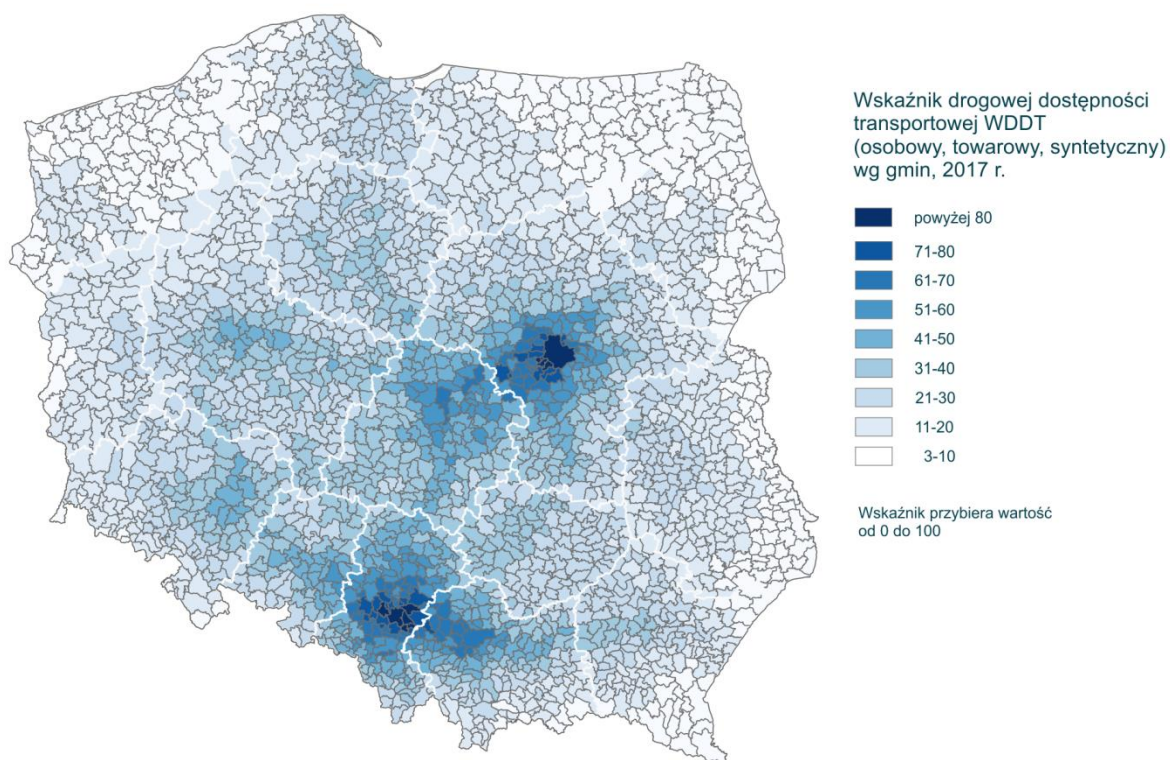 Wskaźnik drogowej dostępności
transportowej WDDT
(osobowy, towarowy, syntetyczny)
wg gmin, 2017 r.
powyżej 80
71-80
61-70
51-60
41-50
31-40
21-30
11-20
3-10
Wskaźnik przybiera wartość
od 0 do 100